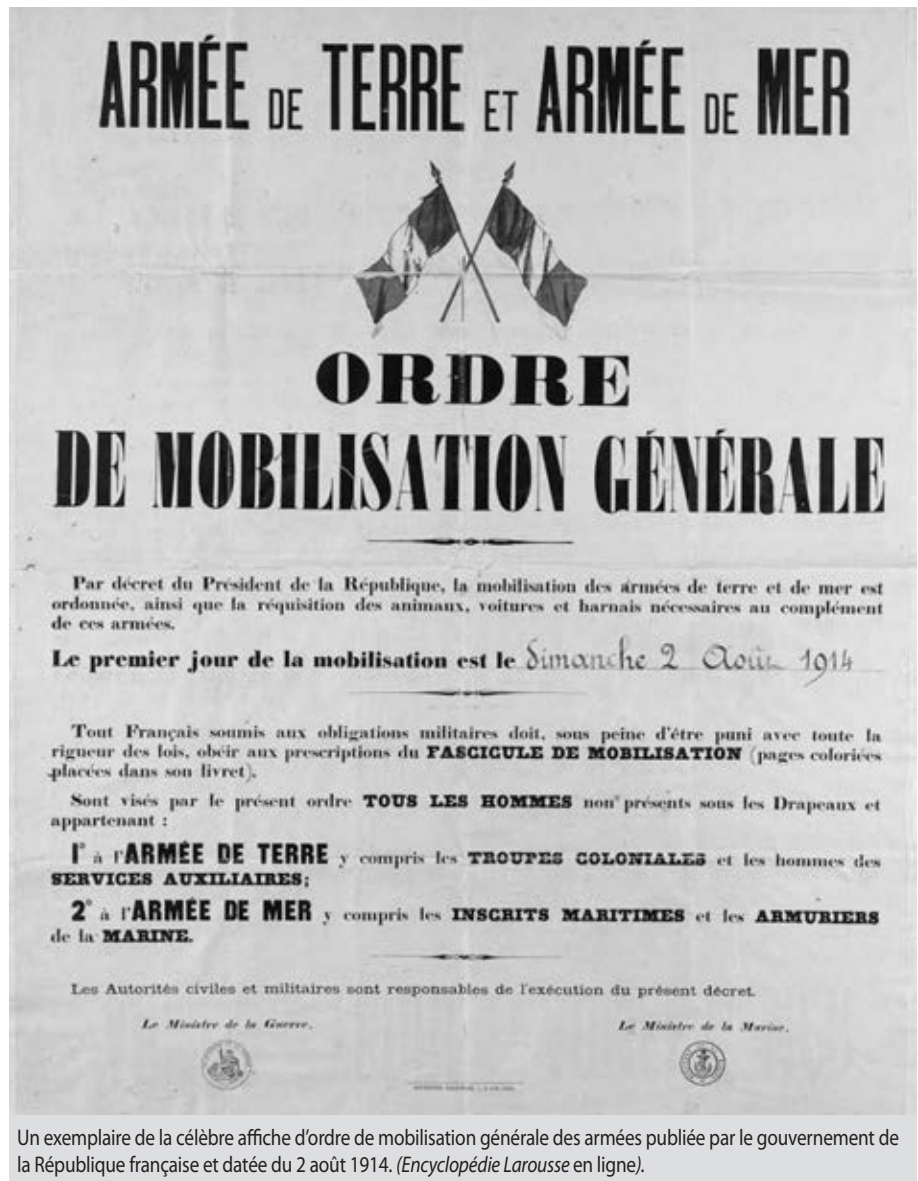 ARMÉE DE TERRE ET ARMÉE DE MER
ORDRE
DE MOBILISATION GÉNÉRALE
Par décret du Président de la République, la mobilisation des armées de terre et de mer est
ordonnée, ainsi que la réquisition des animaux, voitures et harnais nécessaires au complément
de ces armées.
Le premier jour de la mobilisation est le dimanche 2 Août 1914
Tout Français soumis aux obligations militaires doit, sous peine d'être puni avec toute la
rigueur des lois, obéir aux prescriptions du FASCICULE DE MOBILISATION (pages coloriées
placées dans son livret).
Sont visés par le présent ordre TOUS LES HOMMES non présents sous les Drapeaux et
appartenant :
1° à l'ARMÉE DE TERRE y compris les TROUPES COLONIALES et les hommes des
SERVICES AUXILIAIRES;
2° à l'ARMÉE DE MER y compris les INSCRITS MARITIMES et les ARMURIERS
de la MARINE.
Les Autorités civiles et militaires sont responsables de l'exécution du présent décret.
Le Ministre de la Guerre,
Le Ministre de la Marine,
Un exemplaire de la célèbre affiche d'ordre de mobilisation générale des armées publiée par le gouvernement de
la République française et datée du 2 août 1914. (Encyclopédie Larousse en ligne).